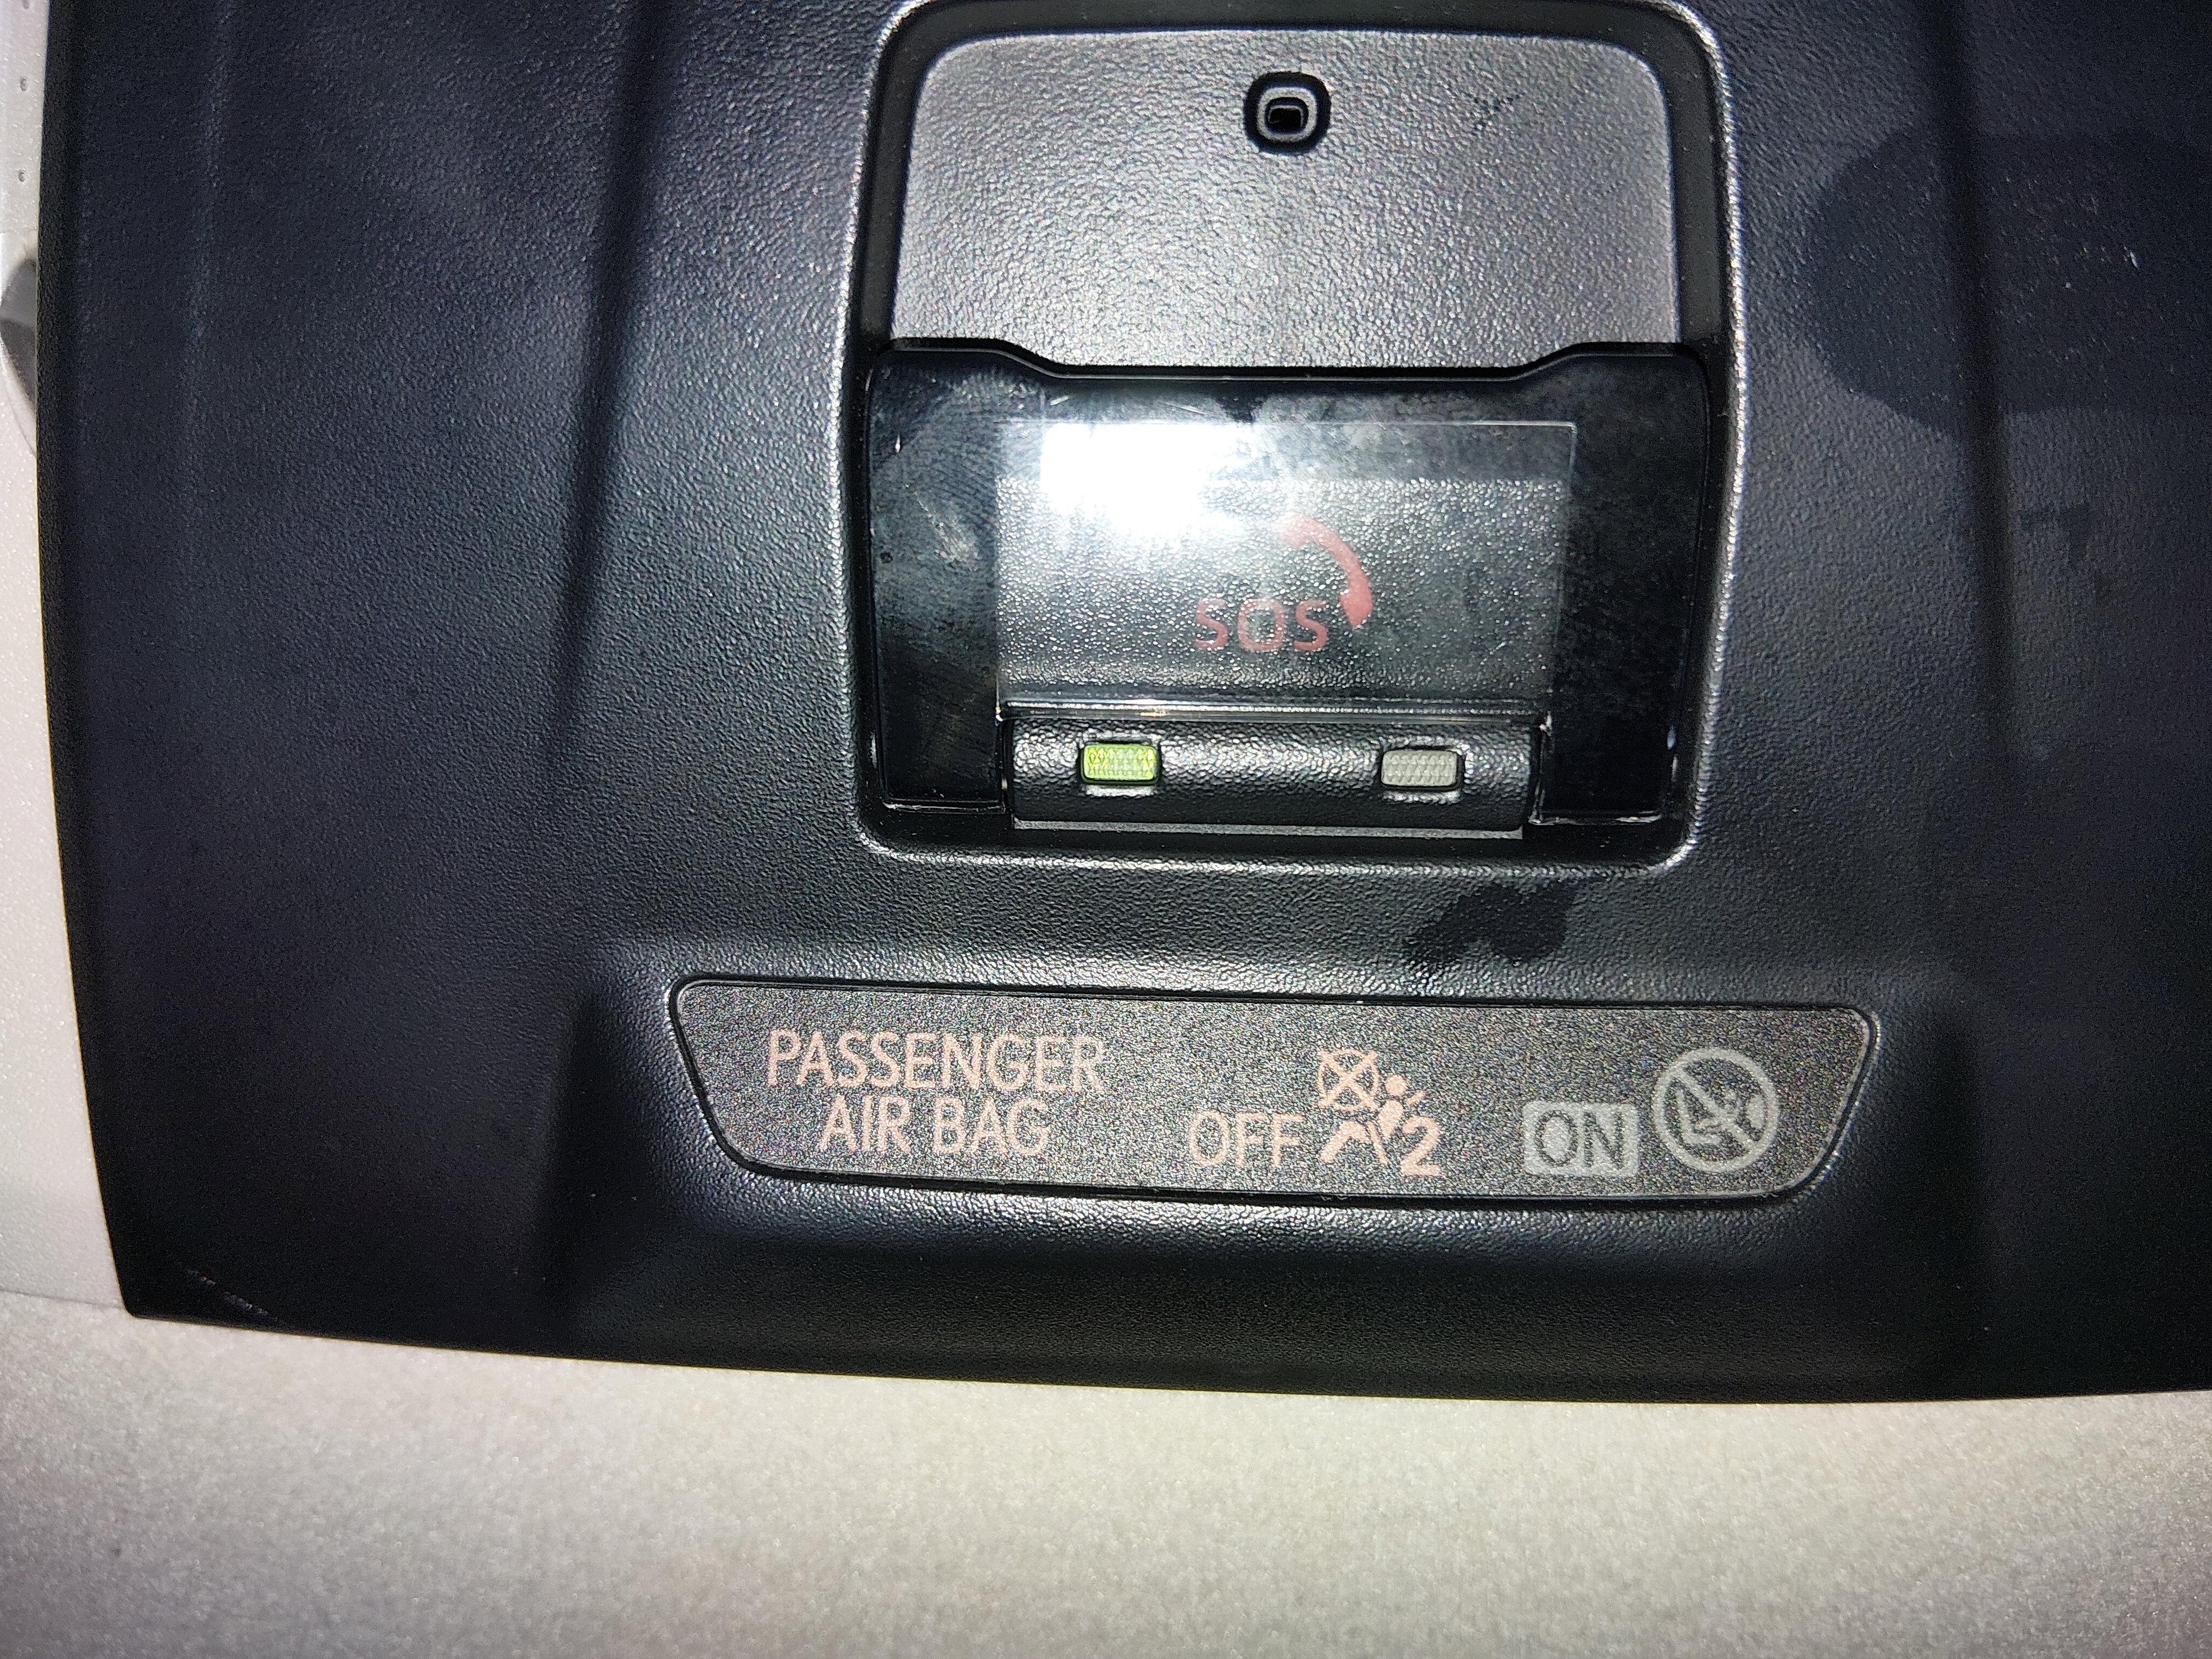 SOS
PASSENGER
AIR BAG
OFF 2 ON